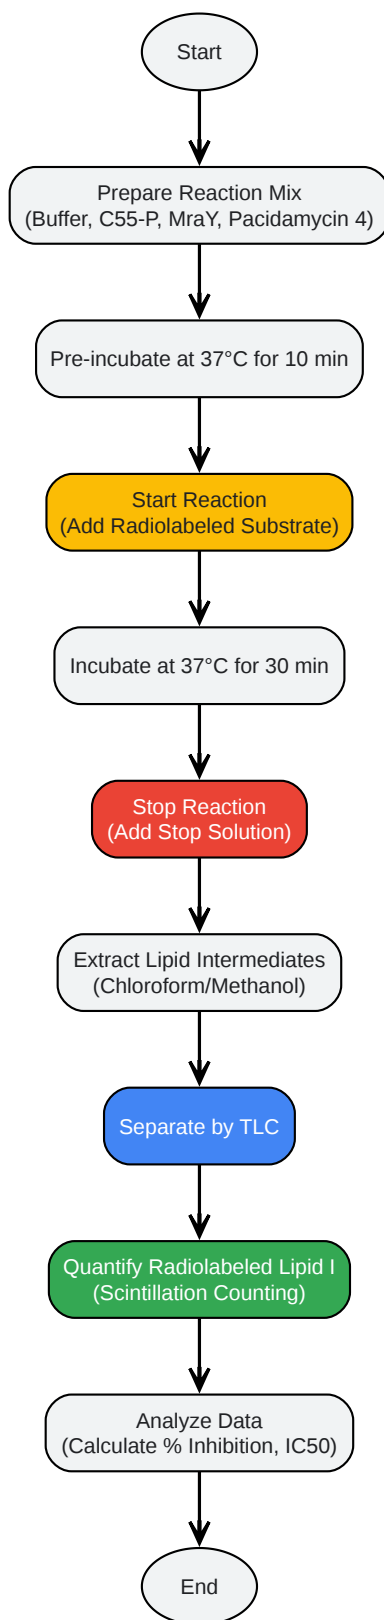 Start
Prepare Reaction Mix
(Buffer, C55-P, MraY, Pacidamycin 4)
Pre-incubate at 37°C for 10 min
Start Reaction
(Add Radiolabeled Substrate)
Incubate at 37°C for 30 min
Stop Reaction
(Add Stop Solution)
Extract Lipid Intermediates
(Chloroform/Methanol)
Separate by TLC
Quantify Radiolabeled Lipid I
(Scintillation Counting)
Analyze Data
(Calculate % Inhibition, IC50)
End